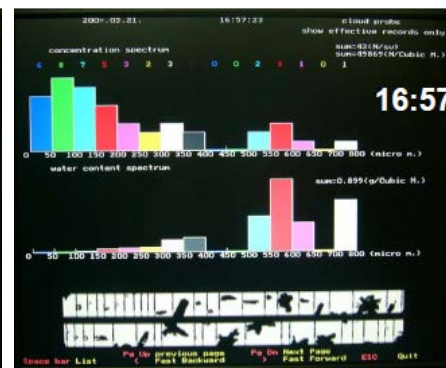 16:57:23
cloud probe
show effective records only
concentration spectrum
sum=43(N/su)
sum=49869(N/Cubic M.)
6 8 7 5 3 2 3 0 0 2 3 1 0 1
16:57
0 50 100 150 200 250 300 350 400 450 500 550 600 650 700 750 800 (micro m.)
water content spectrum
sum=0.899(g/Cubic M.)
0 50 100 150 200 250 300 350 400 450 500 550 600 650 700 750 800 (micro m.)
Space bar List
Pg Up previous page
Fast Backward
Pg Dn Next Page
Fast Forward
ESC Quit